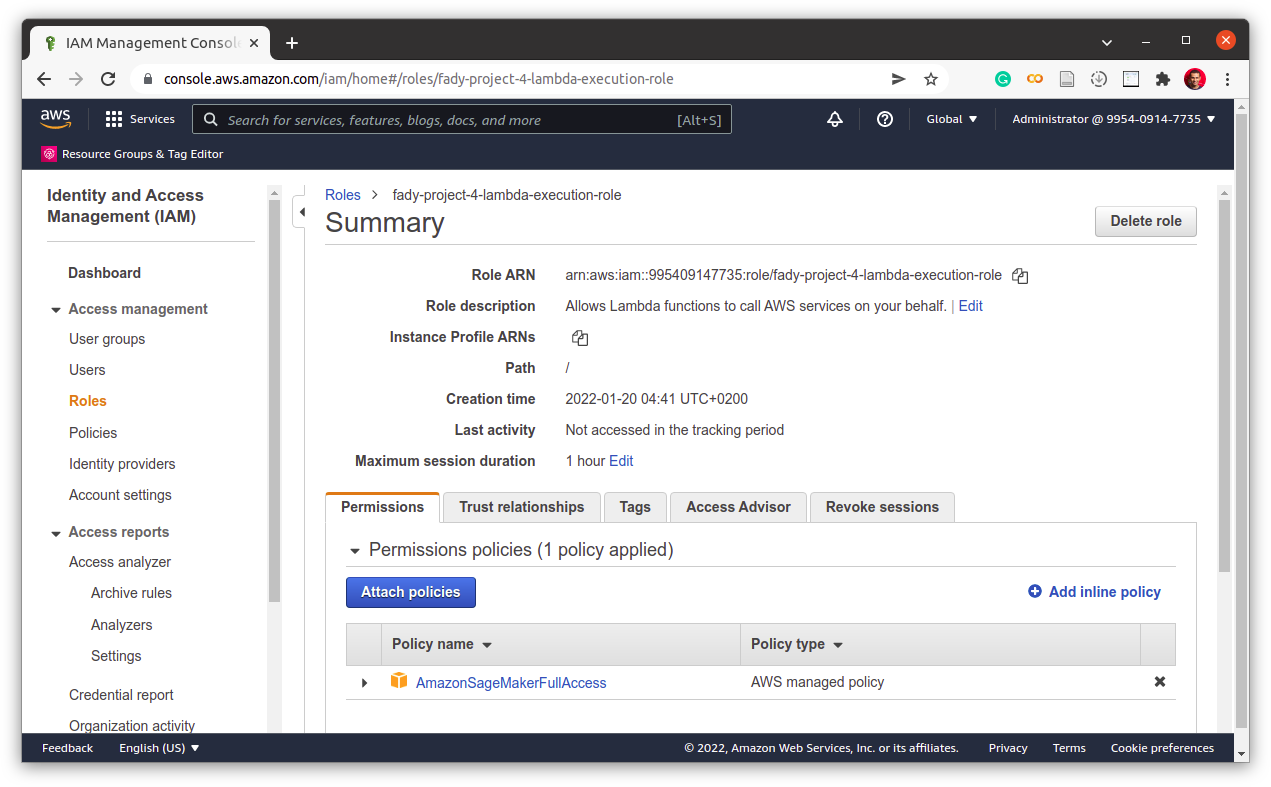 IAM Management Consol
console.aws.amazon.com/iam/home#/roles/fady-project-4-lambda-execution-role
aws Services Search for services, features, blogs, docs, and more [Alt+S] Global Administrator @ 9954-0914-7735
Resource Groups & Tag Editor
Identity and Access
Management (IAM)
Dashboard
Access management
User groups
Users
Roles
Policies
Identity providers
Account settings
Access reports
Access analyzer
Archive rules
Analyzers
Settings
Credential report
Organization activity
Roles > fady-project-4-lambda-execution-role
Summary
Delete role
Role ARN arn:aws:iam::995409147735:role/fady-project-4-lambda-execution-role
Role description Allows Lambda functions to call AWS services on your behalf. | Edit
Instance Profile ARNs
Path /
Creation time 2022-01-20 04:41 UTC+0200
Last activity Not accessed in the tracking period
Maximum session duration 1 hour Edit
Permissions Trust relationships Tags Access Advisor Revoke sessions
Permissions policies (1 policy applied)
Attach policies Add inline policy
Policy name Policy type
AmazonSageMakerFullAccess AWS managed policy
Feedback English (US) © 2022, Amazon Web Services, Inc. or its affiliates. Privacy Terms Cookie preferences